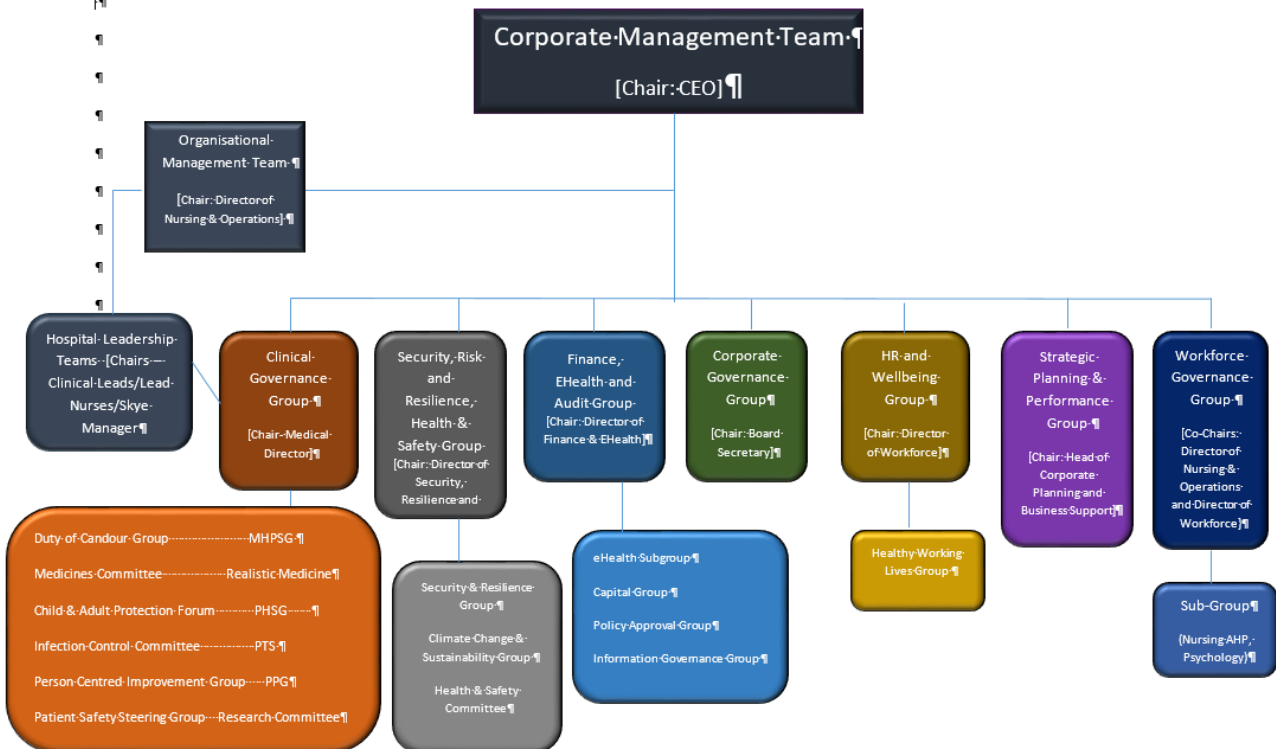 Corporate Management Team ¶
[Chair: CEO]¶
Organisational
Management Team ¶
[Chair: Director of
Nursing & Operations] ¶
Hospital Leadership
Teams [Chairs –
Clinical Leads/Lead
Nurses/Skye
Manager¶
Clinical
Governance
Group ¶
[Chair Medical
Director]¶
Security, Risk
and
Resilience,
Health &
Safety Group
[Chair: Director of
Security,
Resilience and
Finance,
EHealth and
Audit Group
[Chair: Director of
Finance & EHealth]¶
Corporate
Governance
Group¶
[Chair: Board
Secretary]¶
HR and
Wellbeing
Group ¶
[Chair: Director
of Workforce]¶
Strategic
Planning &
Performance
Group ¶
[Chair: Head of
Corporate
Planning and
Business Support]¶
Workforce
Governance
Group ¶
[Co-Chairs:
Director of
Nursing &
Operations
and Director of
Workforce}¶
Duty of Candour Group MHPSG ¶
Medicines Committee Realistic Medicine¶
Child & Adult Protection Forum PHSG ¶
Infection Control Committee PTS ¶
Person Centred Improvement Group PPG¶
Patient Safety Steering Group Research Committee¶
Security & Resilience
Group ¶
Climate Change &
Sustainability Group ¶
Health & Safety
Committee¶
eHealth Subgroup ¶
Capital Group ¶
Policy Approval Group ¶
Information Governance Group ¶
Healthy Working
Lives Group ¶
Sub Group¶
(Nursing AHP,
Psychology)¶